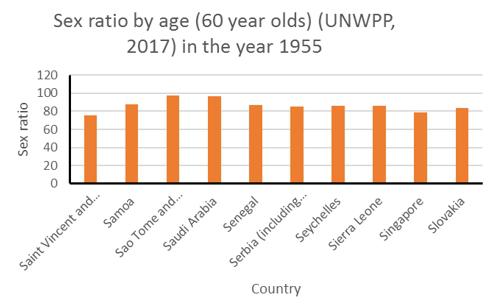 Sex ratio by age (60 year olds) (UNWPP,
2017) in the year 1955
120
100
80
60
40
20
0
Sex ratio
Saint Vincent and...
Samoa
Sao Tome and...
Saudi Arabia
Senegal
Serbia (including...
Seychelles
Sierra Leone
Singapore
Slovakia
Country